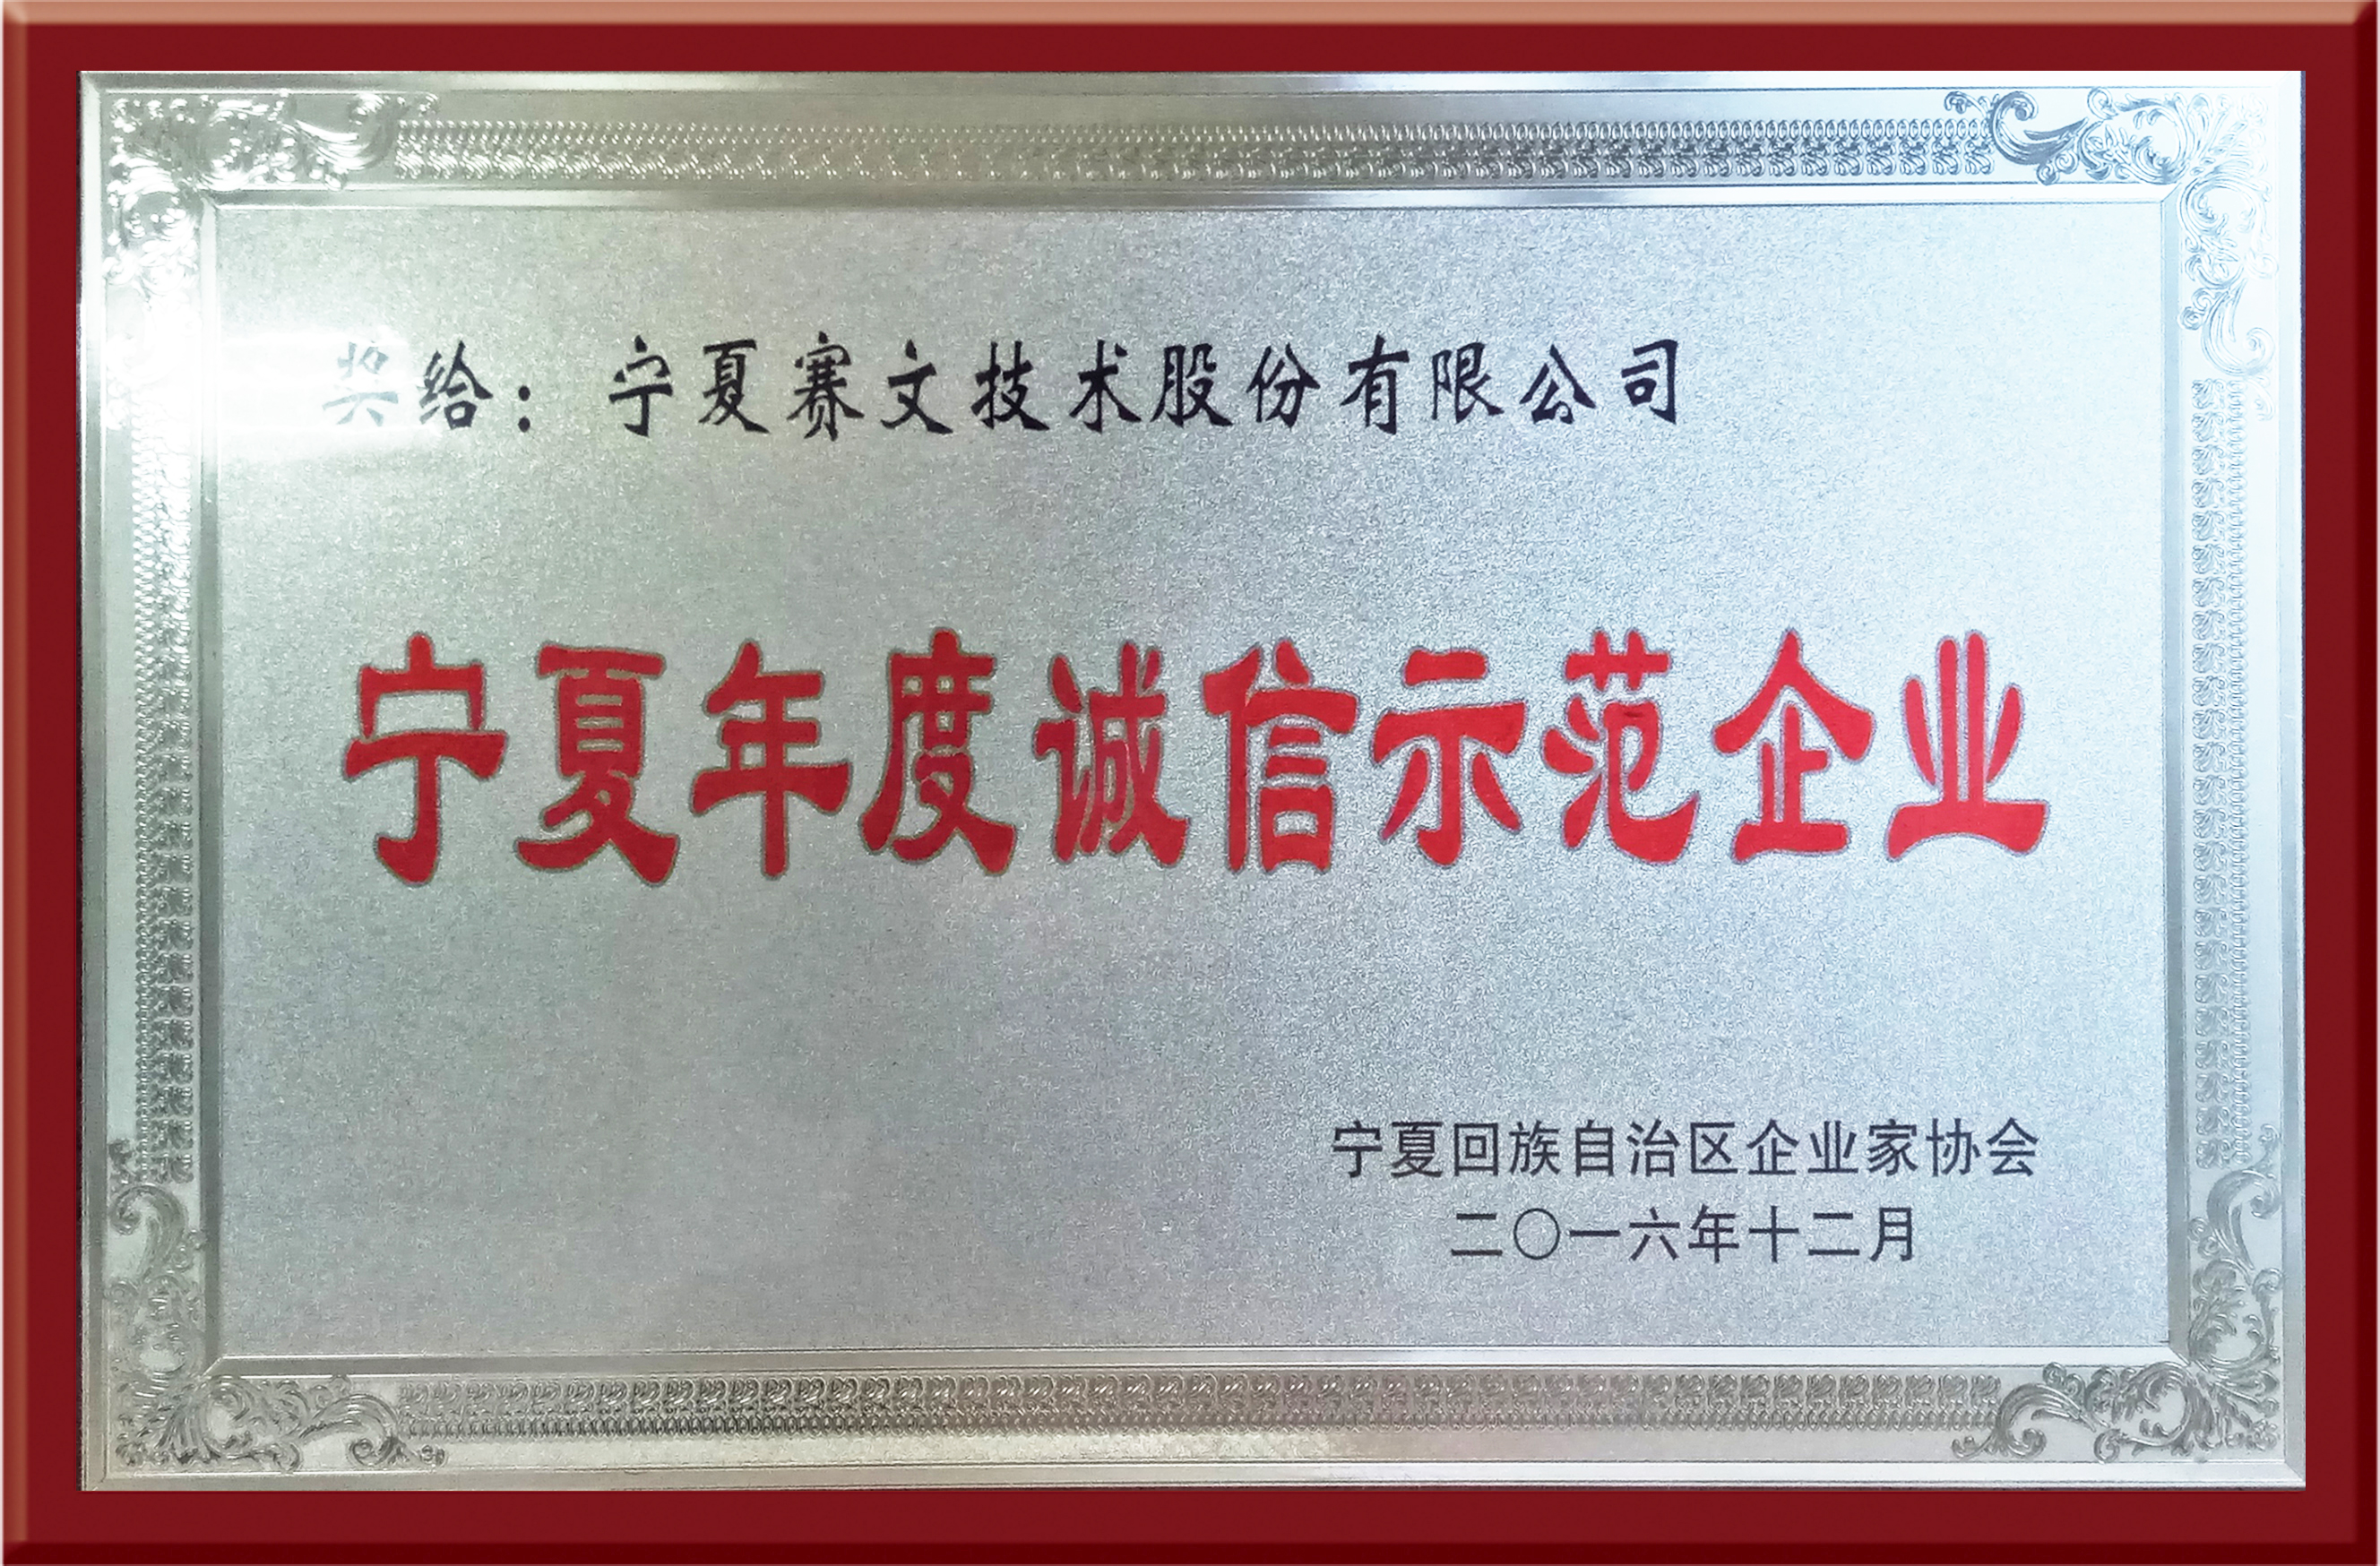 奖给：宁夏赛文技术股份有限公司
宁夏年度诚信示范企业
宁夏回族自治区企业家协会
二〇一六年十二月